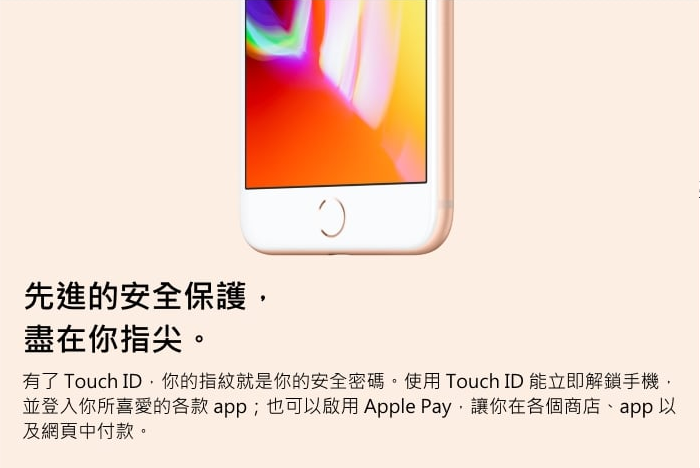 先進的安全保護，
盡在你指尖。
有了 Touch ID，你的指紋就是你的安全密碼。使用 Touch ID 能立即解鎖手機，
並登入你所喜愛的各款 app；也可以啟用 Apple Pay，讓你在各個商店、app 以
及網頁中付款。